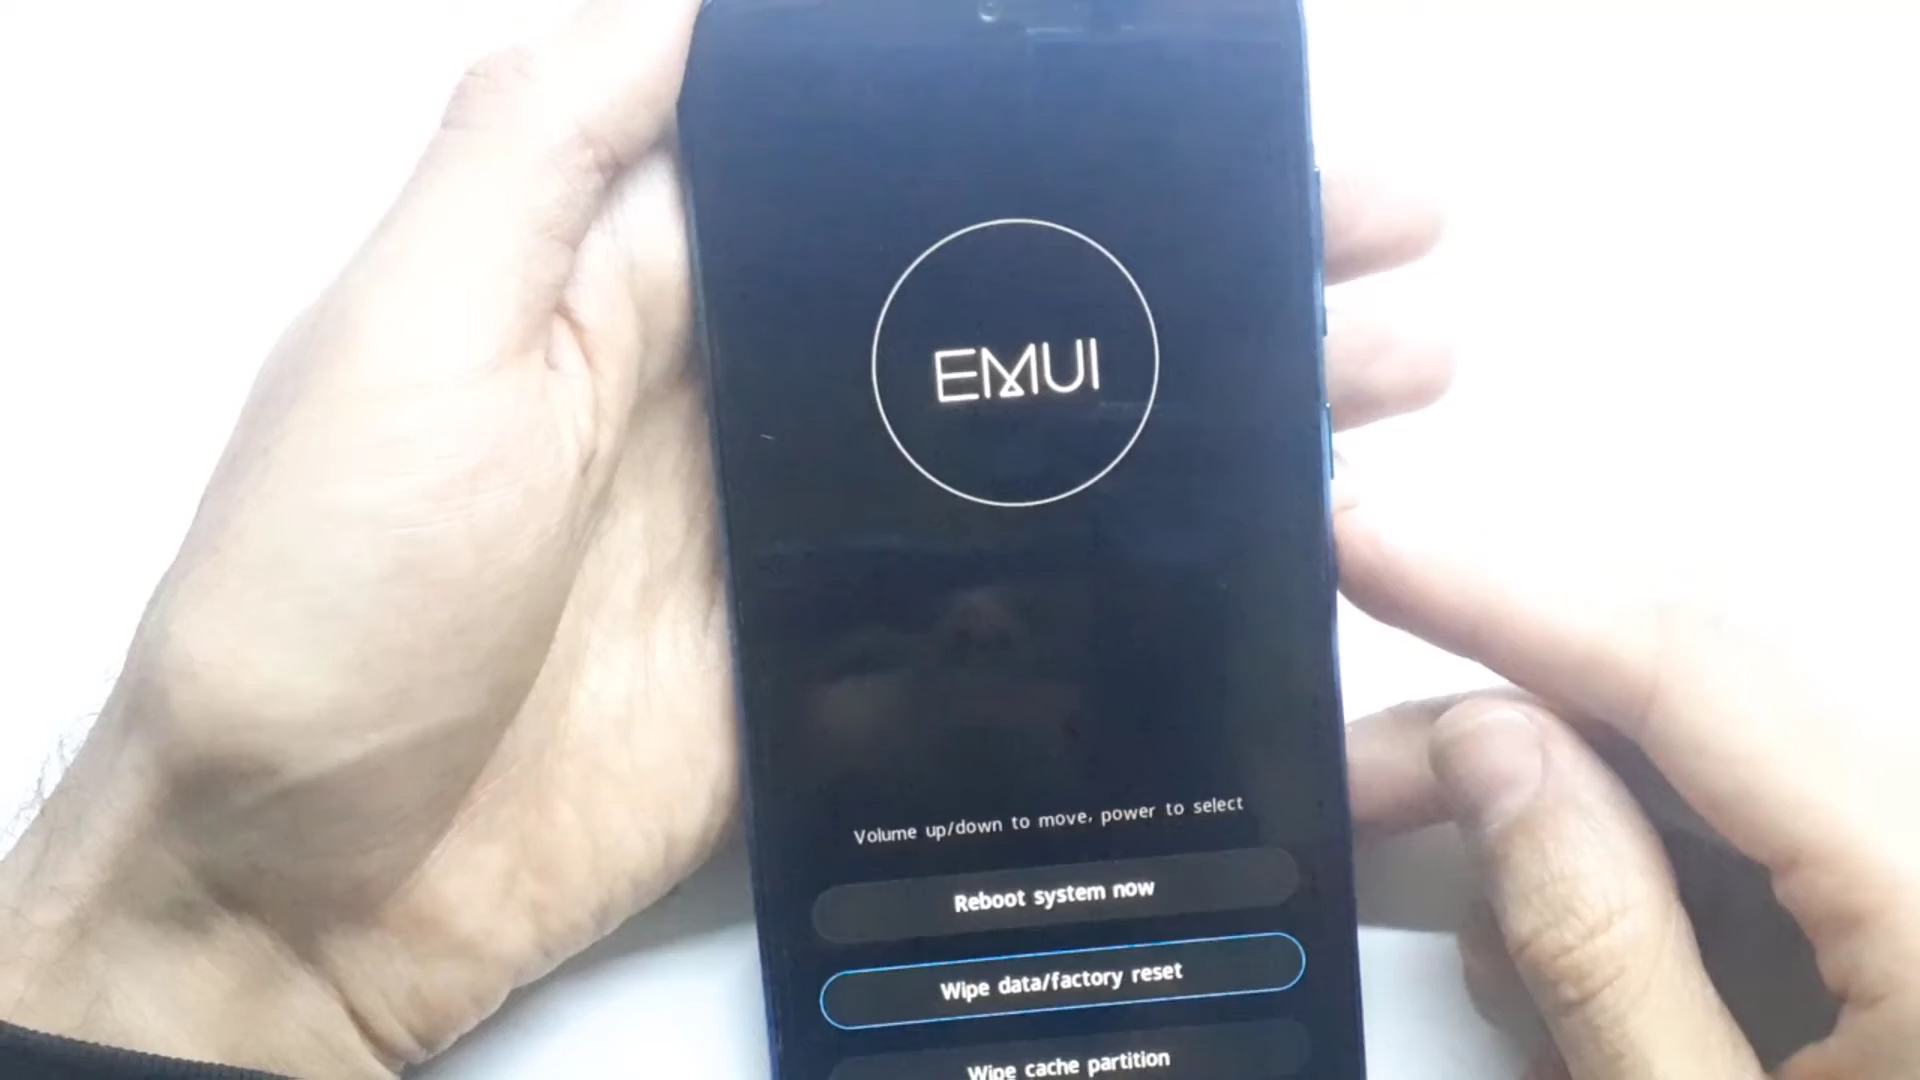 EMUI
Volume up/down to move, power to select
Reboot system now
Wipe data/factory reset
Wipe cache partition